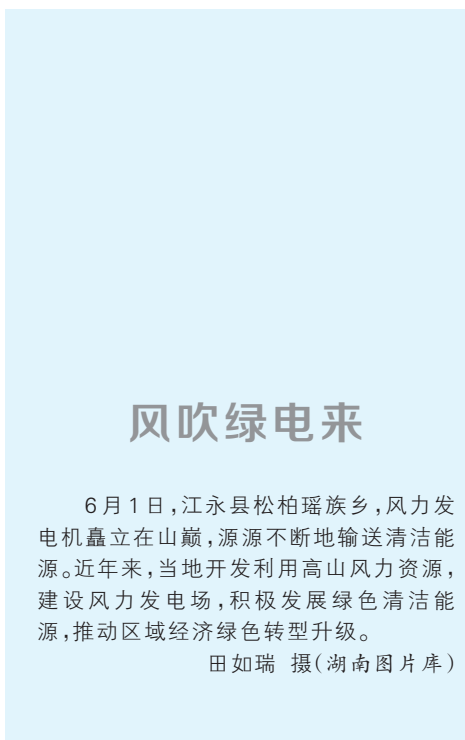 风吹绿电来
6月1日，江永县松柏瑶族乡，风力发
电机矗立在山巅，源源不断地输送清洁能
源。近年来，当地开发利用高山风力资源，
建设风力发电场，积极发展绿色清洁能
源，推动区域经济绿色转型升级。
田如瑞 摄（湖南图片库）